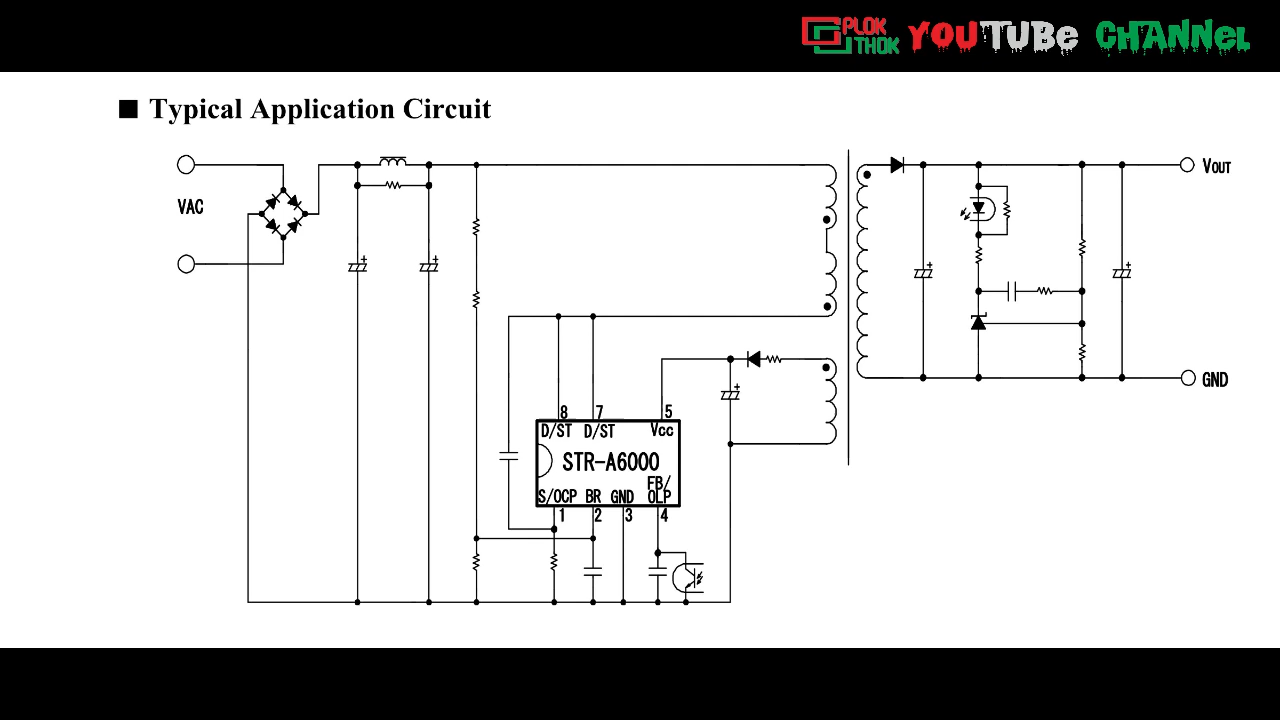 PLOK
THOK
YOUTUBe CHANNeL
■ Typical Application Circuit
VAC
VOUT
GND
8 7 5
D/ST D/ST Vcc
STR-A6000
FB/
S/OCP BR GND OLP
1 2 3 4